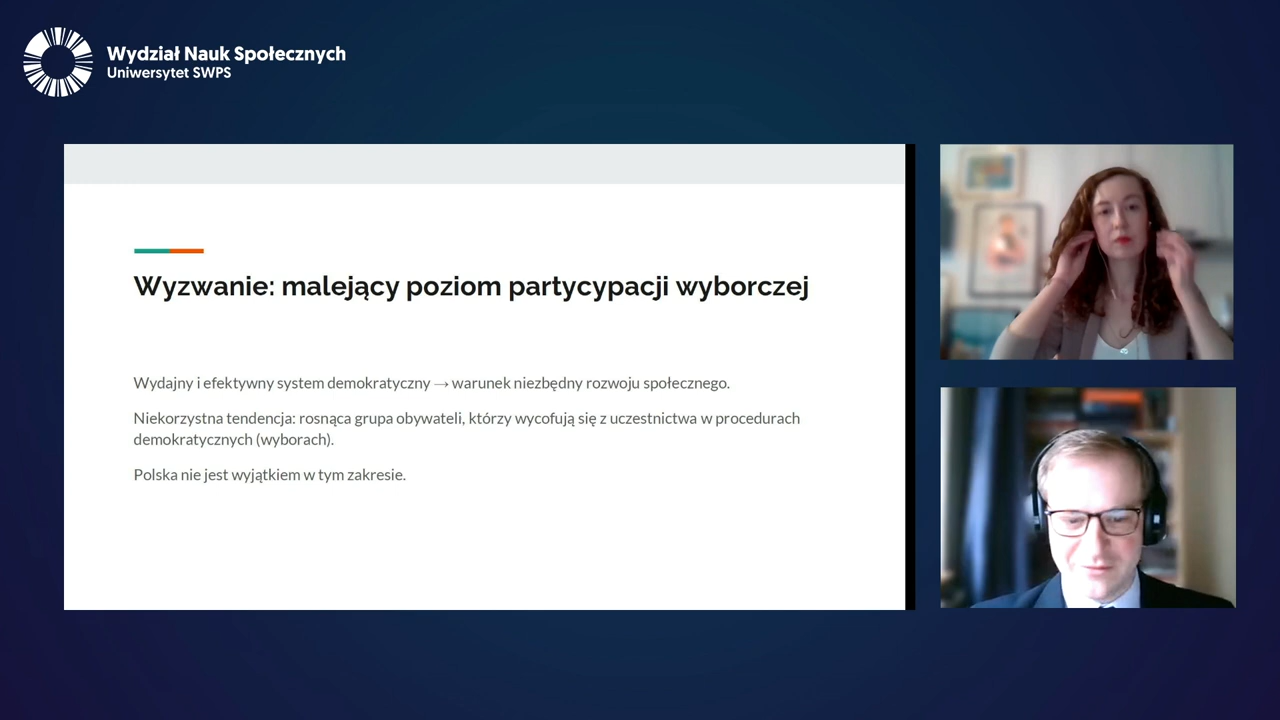 Wydział Nauk Społecznych
Uniwersytet SWPS
Wyzwanie: malejący poziom partycypacji wyborczej
Wydajny i efektywny system demokratyczny → warunek niezbędny rozwoju społecznego.
Niekorzystna tendencja: rosnąca grupa obywateli, którzy wycofują się z uczestnictwa w procedurach
demokratycznych (wyborach).
Polska nie jest wyjątkiem w tym zakresie.